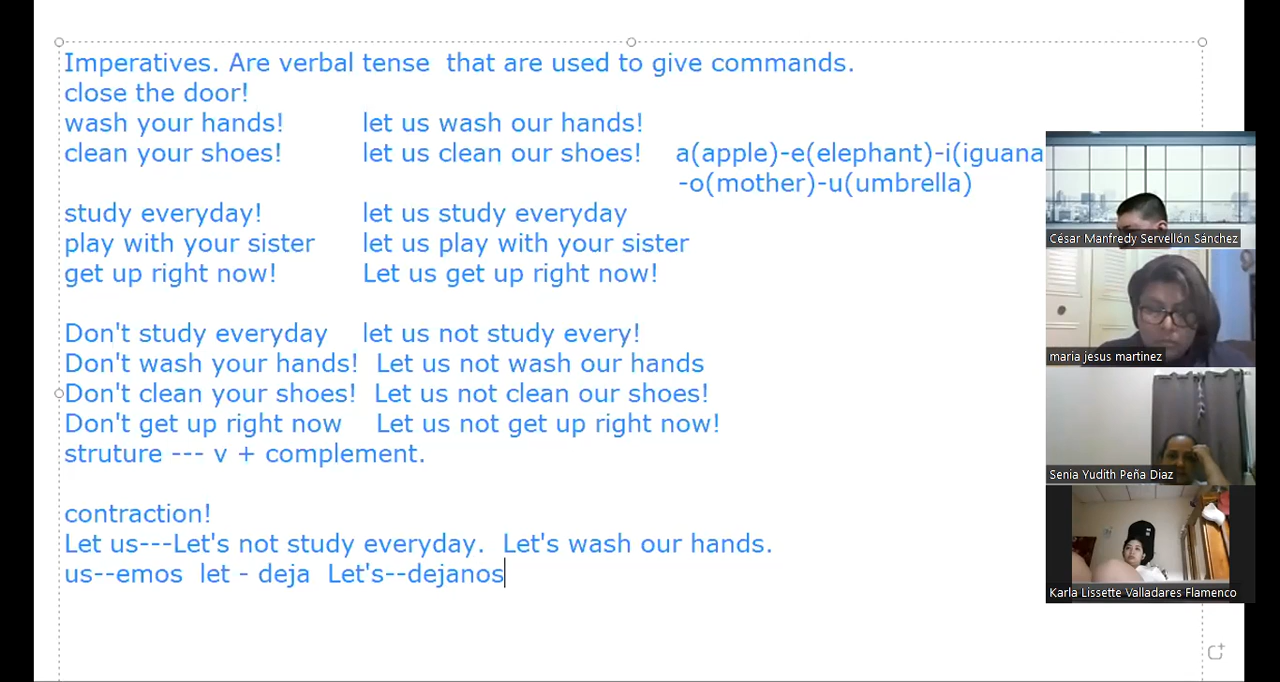 Imperatives. Are verbal tense  that are used to give commands.
close the door!
wash your hands! let us wash our hands!
clean your shoes! let us clean our shoes! a(apple)-e(elephant)-i(iguana
-o(mother)-u(umbrella)
study everyday! let us study everyday
play with your sister let us play with your sister
get up right now! Let us get up right now!
Don't study everyday let us not study every!
Don't wash your hands! Let us not wash our hands
Don't clean your shoes! Let us not clean our shoes!
Don't get up right now Let us not get up right now!
struture --- v + complement.
contraction!
Let us---Let's not study everyday. Let's wash our hands.
us--emos let - deja Let's--dejanos
César Manfredy Servellón Sánchez
maria jesus martinez
Senia Yudith Peña Diaz
Karla Lissette Valladares Flamenco